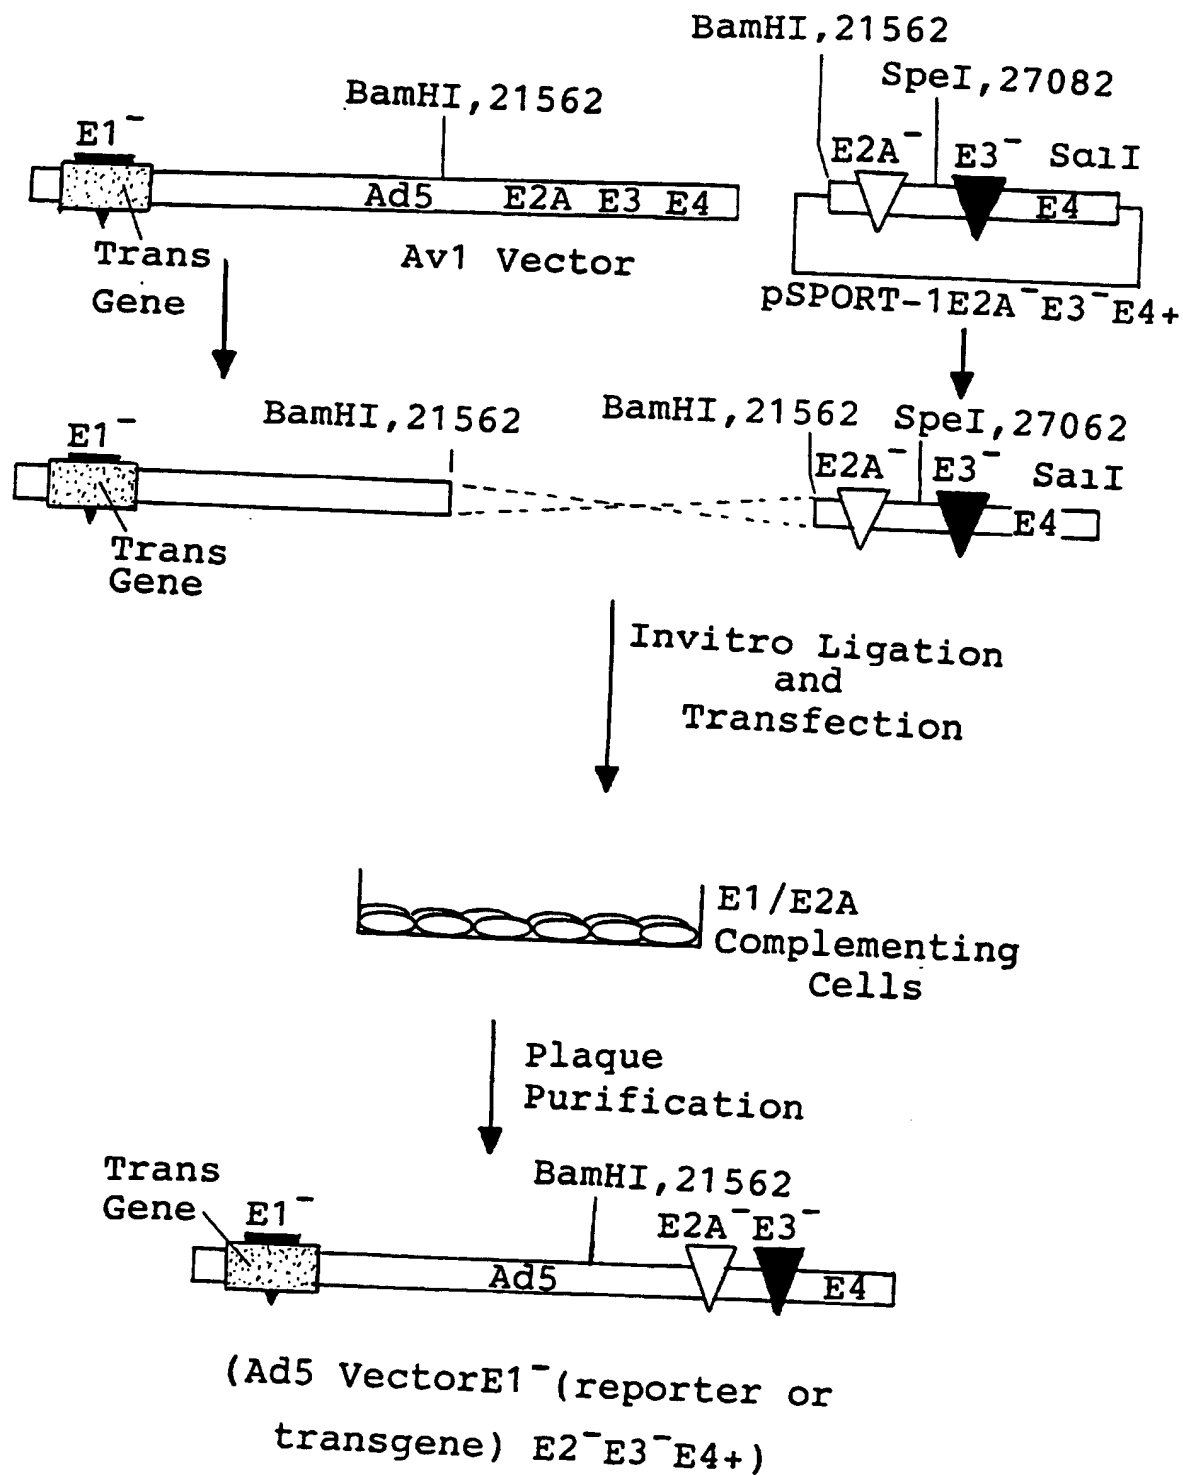 BamHI,21562
SpeI,27082
BamHI,21562
E1⁻
E2A⁻
E3⁻
SalI
Ad5
E2A
E3
E4
E4
Trans
Gene
Av1 Vector
pSPORT-1E2A⁻E3⁻E4+
BamHI,21562
BamHI,21562
SpeI,27062
E1⁻
E2A⁻
E3⁻
SalI
E4
Trans
Gene
Invitro Ligation
and
Transfection
E1/E2A
Complementing
Cells
Plaque
Purification
Trans
Gene
BamHI,21562
E1⁻
E2A⁻E3⁻
Ad5
E4
(Ad5 VectorE1⁻(reporter or
transgene) E2⁻E3⁻E4+)